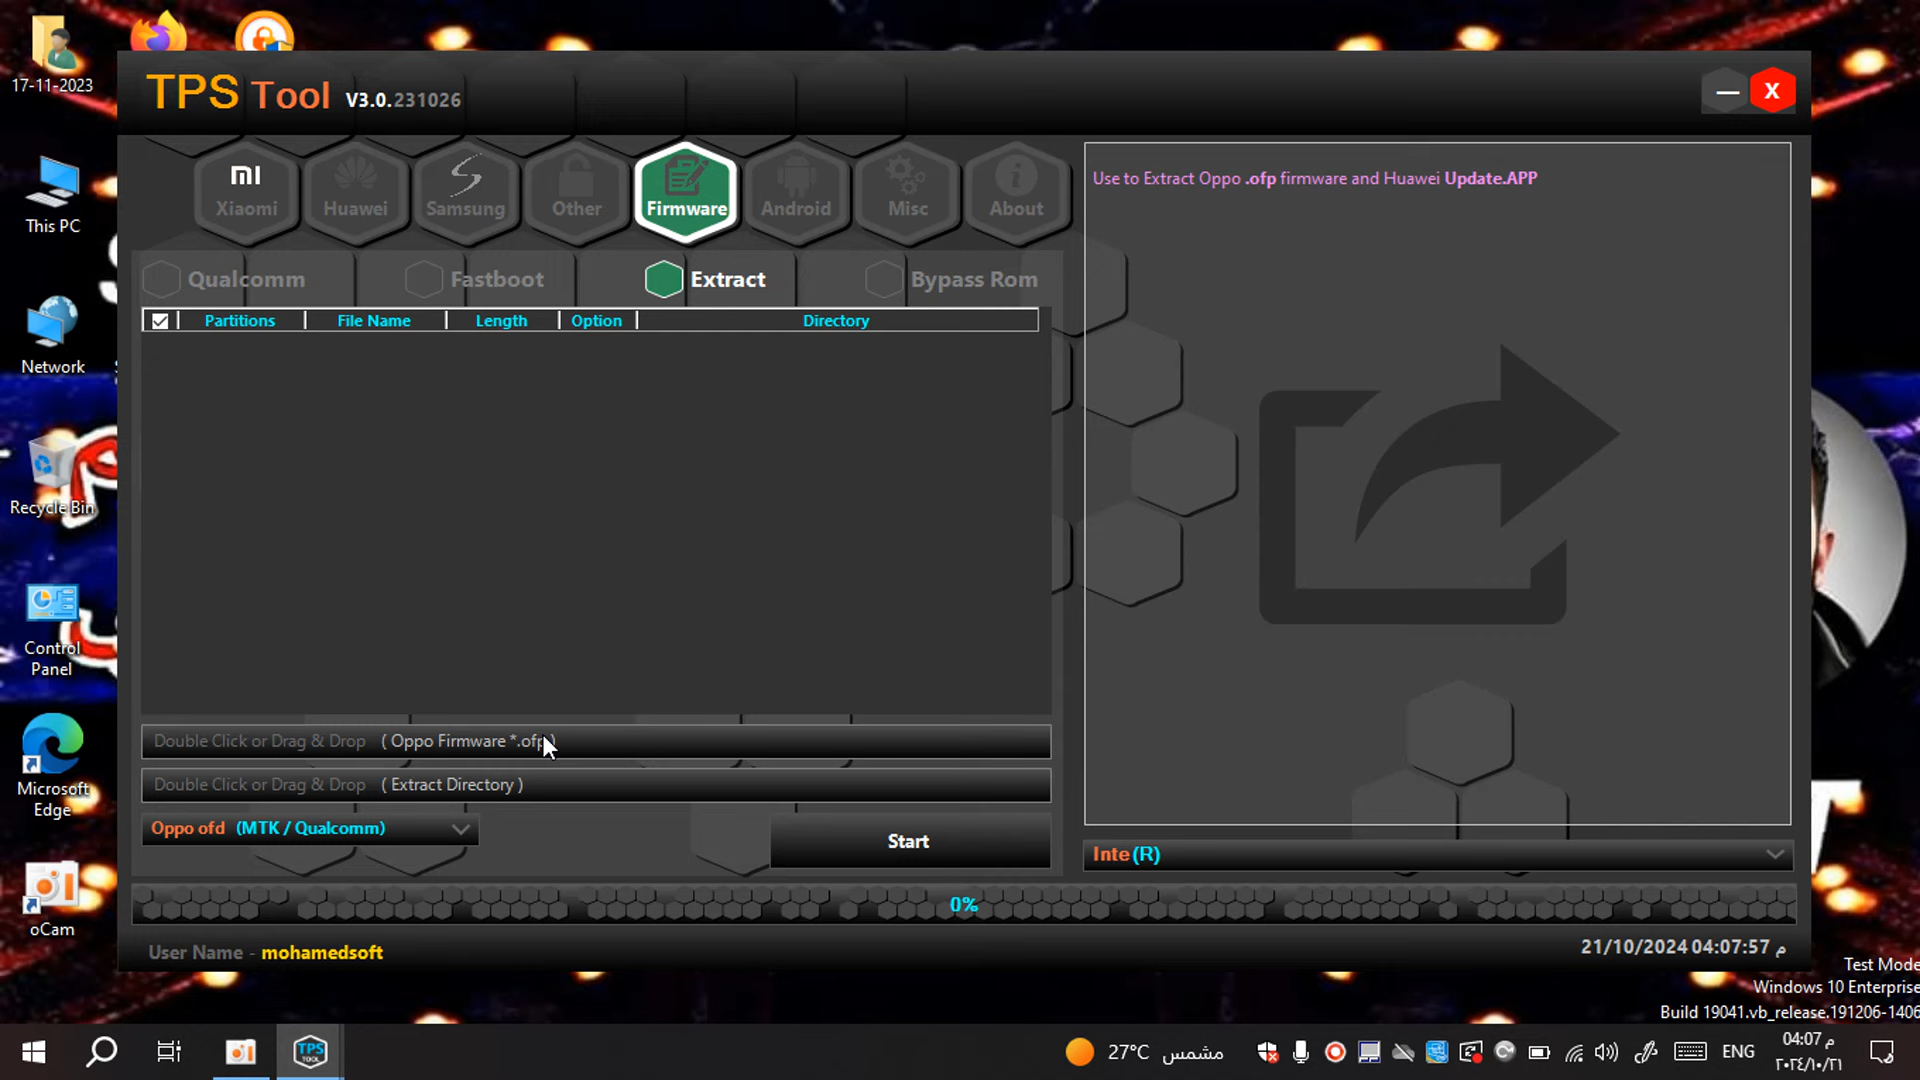 17-11-2023
This PC
Network
Recycle Bin
Control
Panel
Microsoft
Edge
oCam
TPS Tool V3.0.231026
X
Xiaomi
Huawei
Samsung
Other
Firmware
Android
Misc
About
Qualcomm
Fastboot
Extract
Bypass Rom
Partitions
File Name
Length
Option
Directory
Use to Extract Oppo .ofp firmware and Huawei Update.APP
Double Click or Drag & Drop ( Oppo Firmware *.ofp )
Double Click or Drag & Drop ( Extract Directory )
Oppo ofd (MTK / Qualcomm)
Start
Inte (R)
0%
User Name - mohamedsoft
21/10/2024 04:07:57 م
Test Mode
Windows 10 Enterprise
Build 19041.vb_release.191206-1406
TPS
TOOL
27°C مشمس
ENG
04:07 م
٢٠٢٤/١٠/٢١